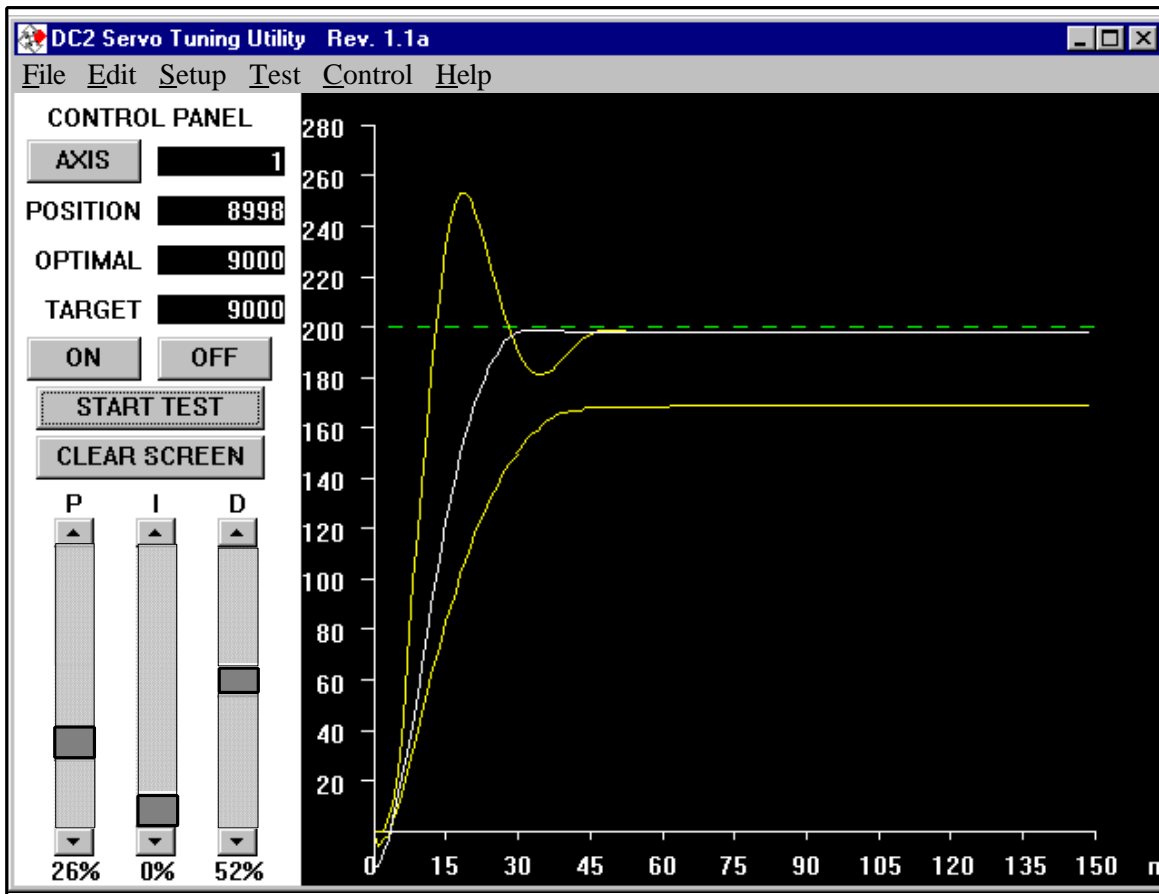 DC2 Servo Tuning Utility Rev. 1.1a
File Edit Setup Test Control Help
CONTROL PANEL
AXIS 1
POSITION 8998
OPTIMAL 9000
TARGET 9000
ON OFF
START TEST
CLEAR SCREEN
P I D
26% 0% 52%
280
260
240
220
200
180
160
140
120
100
80
60
40
20
0 15 30 45 60 75 90 105 120 135 150